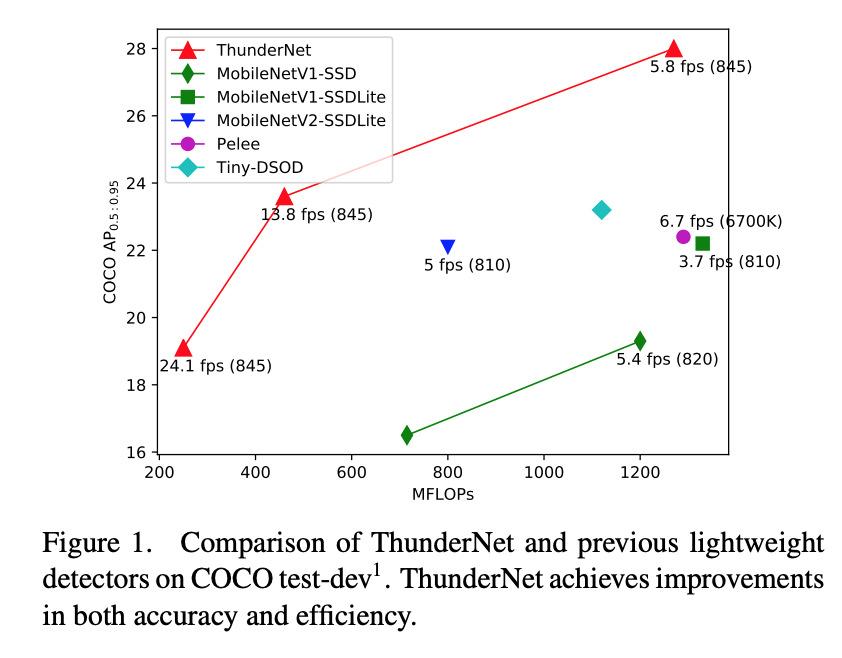 28
26
24
22
20
18
16
COCO AP0.5:0.95
ThunderNet
MobileNetV1-SSD
MobileNetV1-SSDLite
MobileNetV2-SSDLite
Pelee
Tiny-DSOD
5.8 fps (845)
13.8 fps (845)
6.7 fps (6700K)
5 fps (810)
3.7 fps (810)
24.1 fps (845)
5.4 fps (820)
200 400 600 800 1000 1200
MFLOPs
Figure 1. Comparison of ThunderNet and previous lightweight
detectors on COCO test-dev1. ThunderNet achieves improvements
in both accuracy and efficiency.